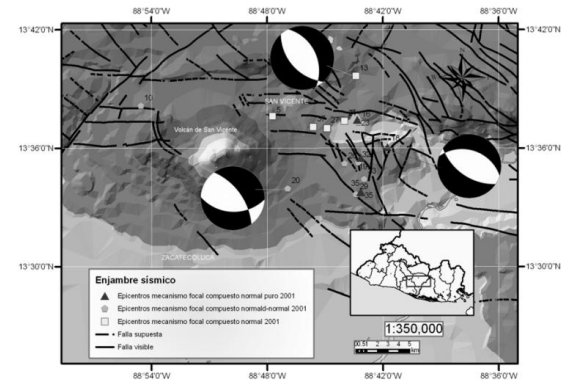 88°54'0"W 88°48'0"W 88°42'0"W 88°36'0"W
13°42'0"N 13°42'0"N
N
13
10
SAN VICENTE
Volcán de San Vicente
13°36'0"N 13°36'0"N
20
35
35
ZACATECOLUCA
13°30'0"N 13°30'0"N
Enjambre sísmico
Epicentros mecanismo focal compuesto normal puro 2001
Epicentros mecanismo focal compuesto normald-normal 2001
Epicentros mecanismo focal compuesto normal 2001
Falla supuesta
Falla visible
1:350,000
88°54'0"W 88°48'0"W 88°42'0"W 88°36'0"W